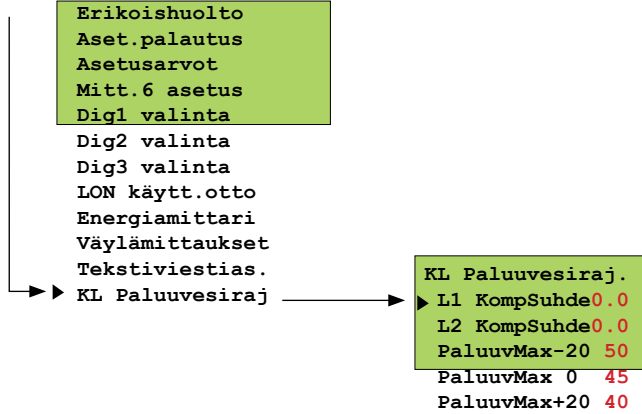 Erikoishuolto
Aset.palautus
Asetusarvot
Mitt.6 asetus
Dig1 valinta
Dig2 valinta
Dig3 valinta
LON käytt.otto
Energiamittari
Väylämittaukset
Tekstiviestias.
KL Paluuvesiraj
KL Paluuvesiraj.
L1 KompSuhde0.0
L2 KompSuhde0.0
PaluuvMax-20 50
PaluuvMax 0 45
PaluuvMax+20 40